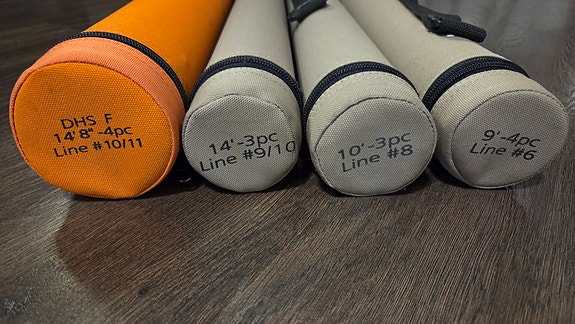 DHS F
14'8"-4pc
Line #10/11
14'-3pc
Line #9/10
10'-3pc
Line #8
9'-4pc
Line #6